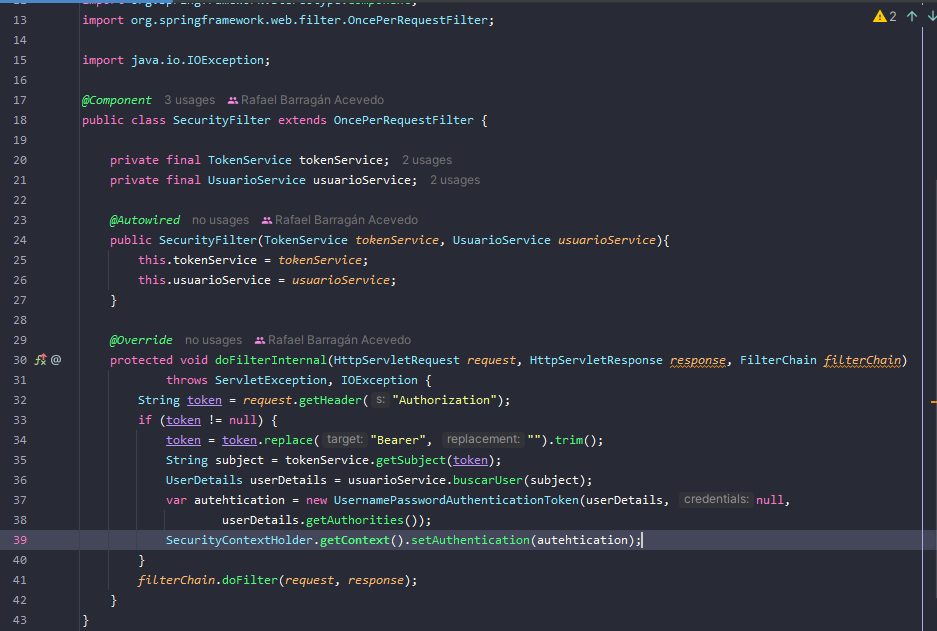 13 import org.springframework.web.filter.OncePerRequestFilter; 2
14
15 import java.io.IOException;
16
17 @Component 3 usages Rafael Barragán Acevedo
18 public class SecurityFilter extends OncePerRequestFilter {
19
20 private final TokenService tokenService; 2 usages
21 private final UsuarioService usuarioService; 2 usages
22
23 @Autowired no usages Rafael Barragán Acevedo
24 public SecurityFilter(TokenService tokenService, UsuarioService usuarioService){
25 this.tokenService = tokenService;
26 this.usuarioService = usuarioService;
27 }
28
29 @Override no usages Rafael Barragán Acevedo
30 @ protected void doFilterInternal(HttpServletRequest request, HttpServletResponse response, FilterChain filterChain)
31 throws ServletException, IOException {
32 String token = request.getHeader( s: "Authorization");
33 if (token != null) {
34 token = token.replace( target: "Bearer", replacement: "").trim();
35 String subject = tokenService.getSubject(token);
36 UserDetails userDetails = usuarioService.buscarUser(subject);
37 var autehtication = new UsernamePasswordAuthenticationToken(userDetails, credentials: null,
38 userDetails.getAuthorities());
39 SecurityContextHolder.getContext().setAuthentication(autehtication);
40 }
41 filterChain.doFilter(request, response);
42 }
43 }